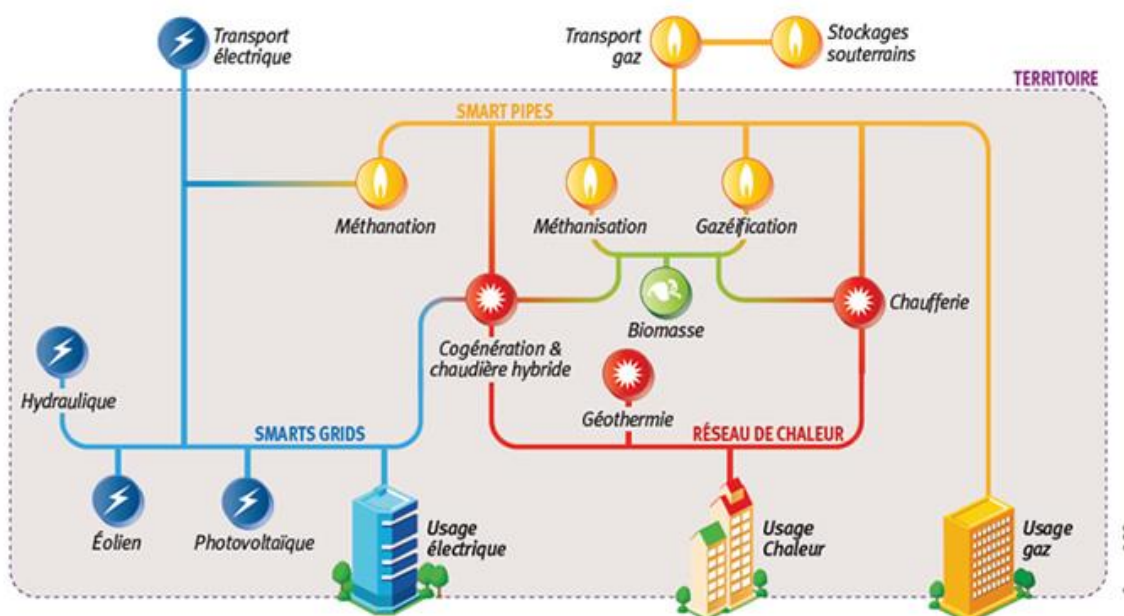 Transport
électrique
Transport
gaz
Stockages
souterrains
TERRITOIRE
SMART PIPES
Méthanation
Méthanisation
Gazéification
Biomasse
Chaufferie
Cogénération &
chaudière hybride
Hydraulique
Géothermie
SMARTS GRIDS
RÉSEAU DE CHALEUR
Éolien
Photovoltaïque
Usage
électrique
Usage
Chaleur
Usage
gaz